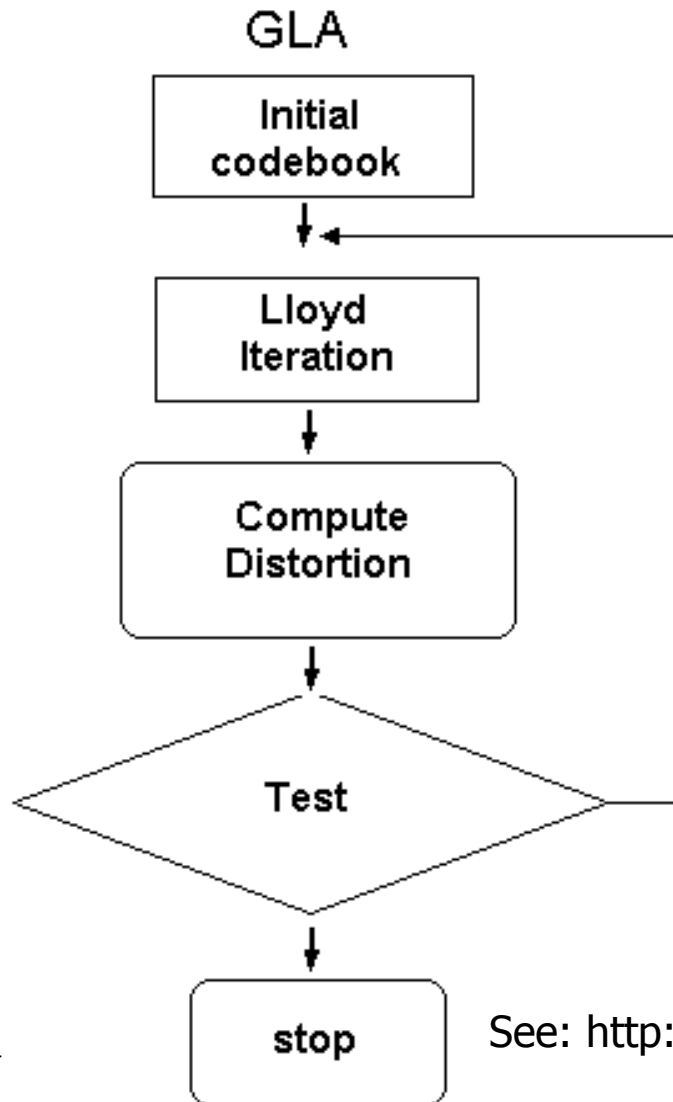 GLA
Initial
codebook
Lloyd
Iteration
Compute
Distortion
Test
stop
See: http: